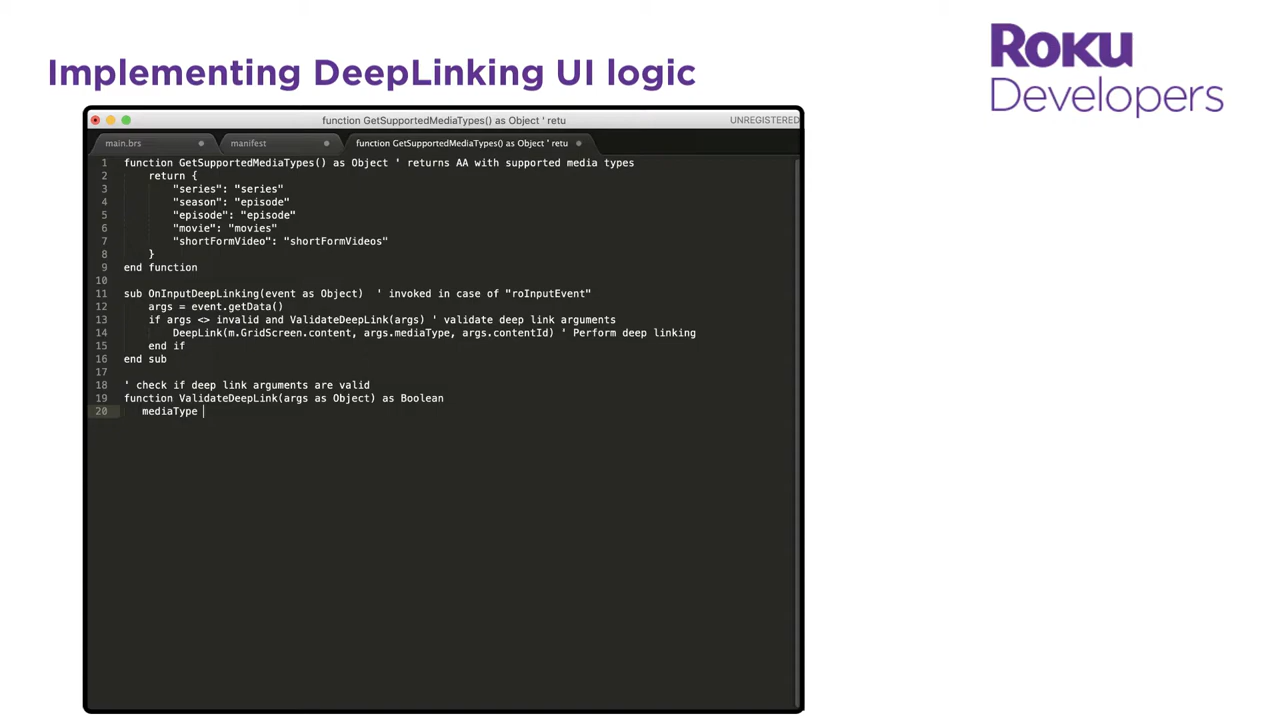 Implementing DeepLinking UI logic
Roku
Developers
function GetSupportedMediaTypes() as Object ' retu
UNREGISTERED
main.brs
manifest
function GetSupportedMediaTypes() as Object ' retu
1 function GetSupportedMediaTypes() as Object ' returns AA with supported media types
2 return {
3 "series": "series"
4 "season": "episode"
5 "episode": "episode"
6 "movie": "movies"
7 "shortFormVideo": "shortFormVideos"
8 }
9 end function
10
11 sub OnInputDeepLinking(event as Object) ' invoked in case of "roInputEvent"
12 args = event.getData()
13 if args <> invalid and ValidateDeepLink(args) ' validate deep link arguments
14 DeepLink(m.GridScreen.content, args.mediaType, args.contentId) ' Perform deep linking
15 end if
16 end sub
17
18 ' check if deep link arguments are valid
19 function ValidateDeepLink(args as Object) as Boolean
20 mediaType